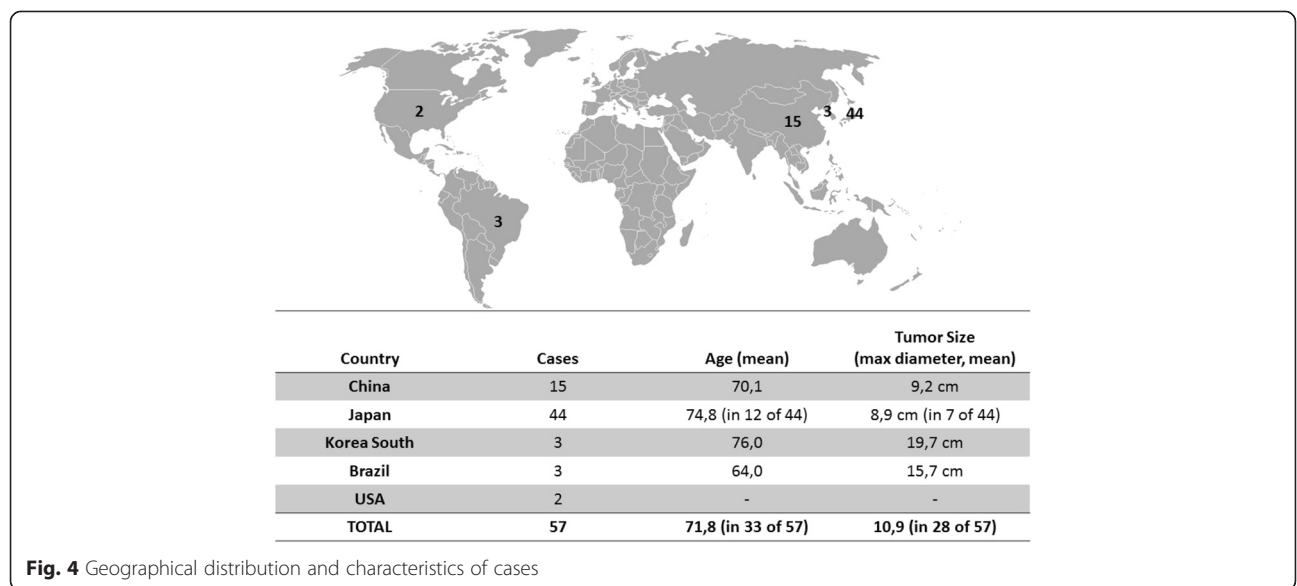 2
15
3
44
3
Tumor Size
Country Cases Age (mean) (max diameter, mean)
China 15 70,1 9,2 cm
Japan 44 74,8 (in 12 of 44) 8,9 cm (in 7 of 44)
Korea South 3 76,0 19,7 cm
Brazil 3 64,0 15,7 cm
USA 2 - -
TOTAL 57 71,8 (in 33 of 57) 10,9 (in 28 of 57)
Fig. 4 Geographical distribution and characteristics of cases